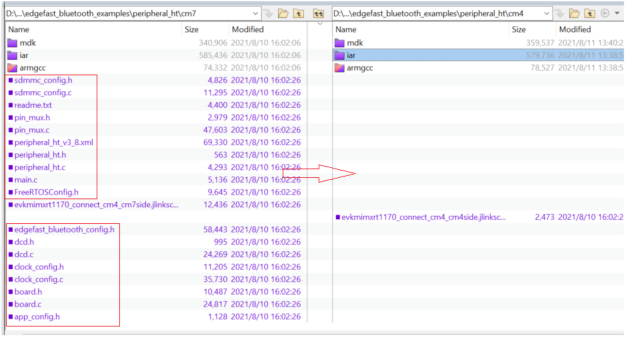 D:\...\edgefast_bluetooth_examples\peripheral_ht\cm7 D:\...\edgefast_bluetooth_examples\peripheral_ht\cm4
Name Size Modified Name Size Modified
mdk 340,906 2021/8/10 16:02:06 mdk 359,537 2021/8/11 13:40:2
iar 585,436 2021/8/10 16:02:06 iar 579,736 2021/8/11 13:38:5
armgcc 74,332 2021/8/10 16:02:06 armgcc 78,527 2021/8/11 13:38:5
sdmmc_config.h 4,826 2021/8/10 16:02:26
sdmmc_config.c 11,295 2021/8/10 16:02:26
readme.txt 4,400 2021/8/10 16:02:26
pin_mux.h 2,979 2021/8/10 16:02:26
pin_mux.c 47,603 2021/8/10 16:02:26
peripheral_ht_v3_8.xml 69,330 2021/8/10 16:02:26
peripheral_ht.h 563 2021/8/10 16:02:26
peripheral_ht.c 4,293 2021/8/10 16:02:26
main.c 5,136 2021/8/10 16:02:26
FreeRTOSConfig.h 9,645 2021/8/10 16:02:26
evkmimxrt1170_connect_cm4_cm7side.jlinksc... 12,436 2021/8/10 16:02:26
evkmimxrt1170_connect_cm4_cm4side.jlinksc... 2,473 2021/8/10 16:02:2
edgefast_bluetooth_config.h 58,443 2021/8/10 16:02:26
dcd.h 995 2021/8/10 16:02:26
dcd.c 24,269 2021/8/10 16:02:26
clock_config.h 11,205 2021/8/10 16:02:26
clock_config.c 35,730 2021/8/10 16:02:26
board.h 10,487 2021/8/10 16:02:26
board.c 24,817 2021/8/10 16:02:26
app_config.h 1,128 2021/8/10 16:02:26